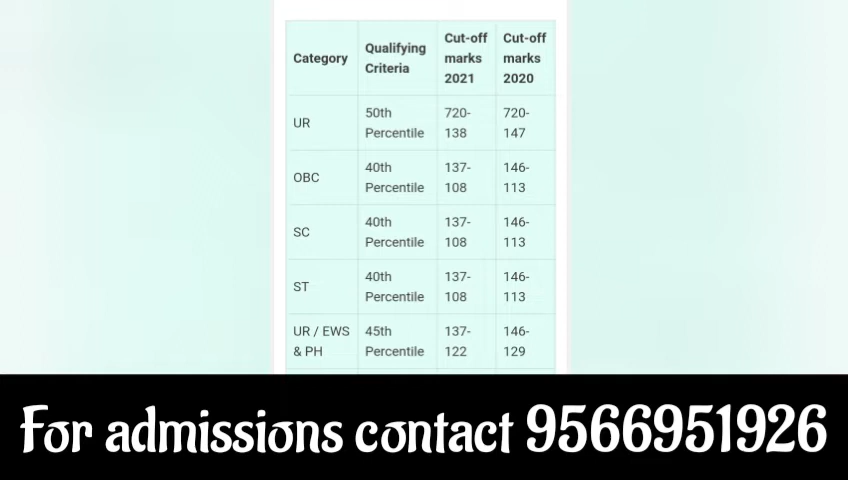 Category Qualifying Criteria Cut-off marks 2021 Cut-off marks 2020
UR 50th Percentile 720-138 720-147
OBC 40th Percentile 137-108 146-113
SC 40th Percentile 137-108 146-113
ST 40th Percentile 137-108 146-113
UR / EWS & PH 45th Percentile 137-122 146-129
For admissions contact 9566951926